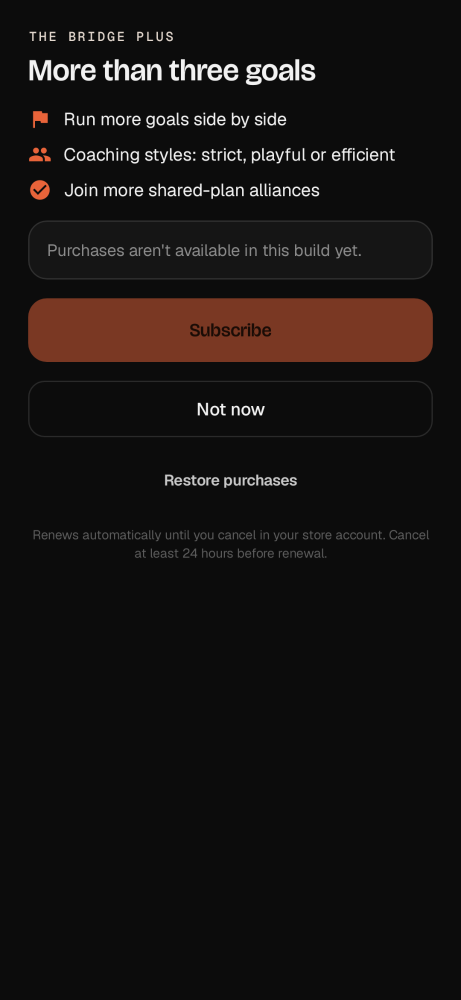 THE BRIDGE PLUS
More than three goals
Run more goals side by side
Coaching styles: strict, playful or efficient
Join more shared-plan alliances
Purchases aren't available in this build yet.
Subscribe
Not now
Restore purchases
Renews automatically until you cancel in your store account. Cancel
at least 24 hours before renewal.